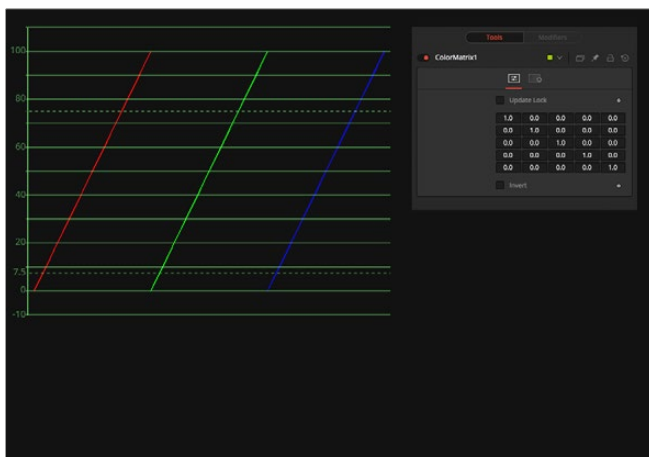 100
80
60
40
20
7.5
0
-10
Tools Modifiers
ColorMatrix1
Update Lock
1.0 0.0 0.0 0.0 0.0
0.0 1.0 0.0 0.0 0.0
0.0 0.0 1.0 0.0 0.0
0.0 0.0 0.0 1.0 0.0
0.0 0.0 0.0 0.0 1.0
Invert